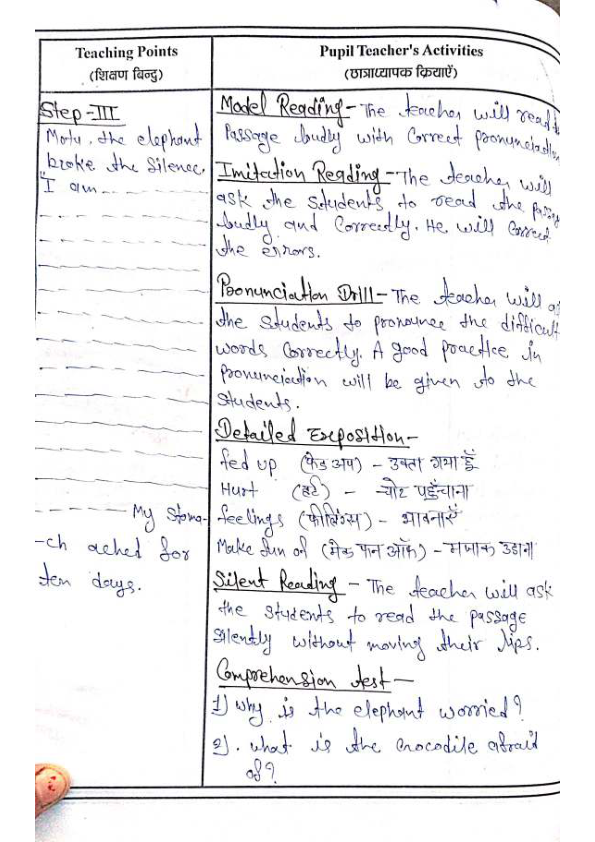 Teaching Points
(शिक्षण बिन्दु)
Step-III
Motu, the elephant
broke the Silence.
"I am
My stoma-
-ch ached for
ten days.
Pupil Teacher's Activities
(छात्राध्यापक क्रियाएँ)
Model Reading - The teacher will read
Passage loudly with Correct pronunciation
Imitation Reading - The teacher will
ask the students to read the
loudly and Correctly. He will Correct
the errors.
Pronunciation Drill - The teacher will
the students to pronounce the difficult
words Correctly. A good practice in
pronunciation will be given to the
students.
Detailed Exposition -
fed up (फेड अप) - उकता गया हूँ
Hurt (हर्ट) - चोट पहुँचाना
feelings (फीलिंग्स) - भावनाएँ
Make fun of (मेक फन ऑफ) - मजाक उडाना
Silent Reading - The teacher will ask
the students to read the passage
silently without moving their lips.
Comprehension test -
1) Why is the elephant worried?
2). What is the Crocodile afraid
of?